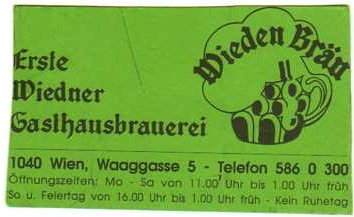 Wieden Bräu
Erste
Wiedner
Gasthausbrauerei
1040 Wien, Waaggasse 5 - Telefon 586 0 300
Öffnungszeiten: Mo - Sa von 11.00 Uhr bis 1.00 Uhr früh
So u. Feiertag von 16.00 Uhr bis 1.00 Uhr früh - Kein Ruhetag